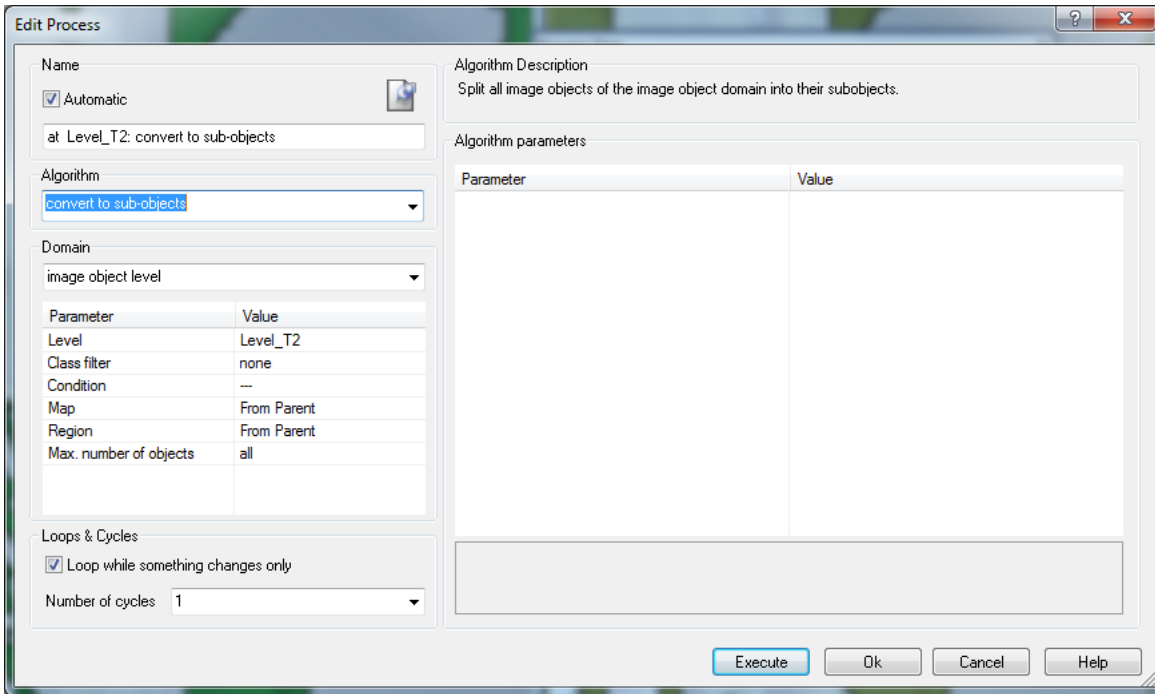 Edit Process
?
X
Name
Automatic
at Level_T2: convert to sub-objects
Algorithm
convert to sub-objects
Domain
image object level
Parameter Value
Level Level_T2
Class filter none
Condition ---
Map From Parent
Region From Parent
Max. number of objects all
Loops & Cycles
Loop while something changes only
Number of cycles 1
Algorithm Description
Split all image objects of the image object domain into their subobjects.
Algorithm parameters
Parameter Value
Execute Ok Cancel Help